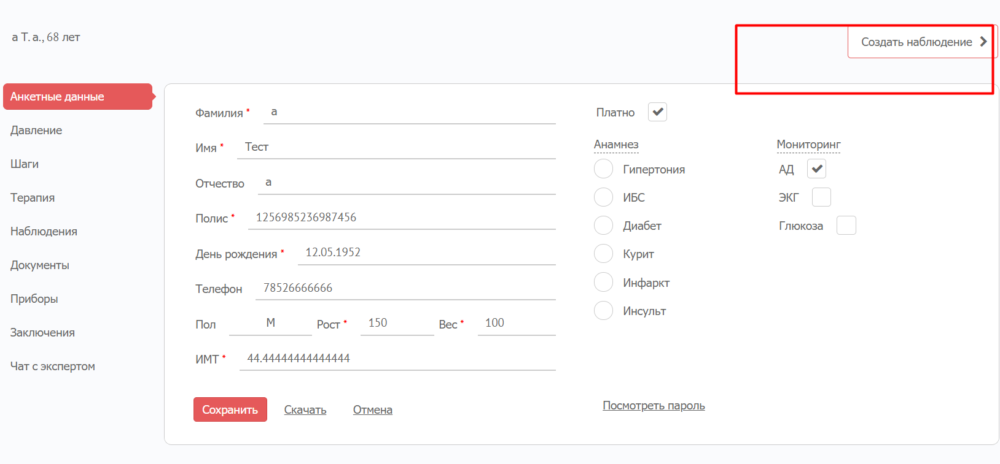 а Т. а., 68 лет
Создать наблюдение
Анкетные данные
Давление
Шаги
Терапия
Наблюдения
Документы
Приборы
Заключения
Чат с экспертом
Фамилия * а
Имя * Тест
Отчество а
Полис * 1256985236987456
День рождения * 12.05.1952
Телефон 78526666666
Пол М Рост * 150 Вес * 100
ИМТ * 44.44444444444444
Сохранить Скачать Отмена
Платно
Анамнез
Гипертония
ИБС
Диабет
Курит
Инфаркт
Инсульт
Мониторинг
АД
ЭКГ
Глюкоза
Посмотреть пароль